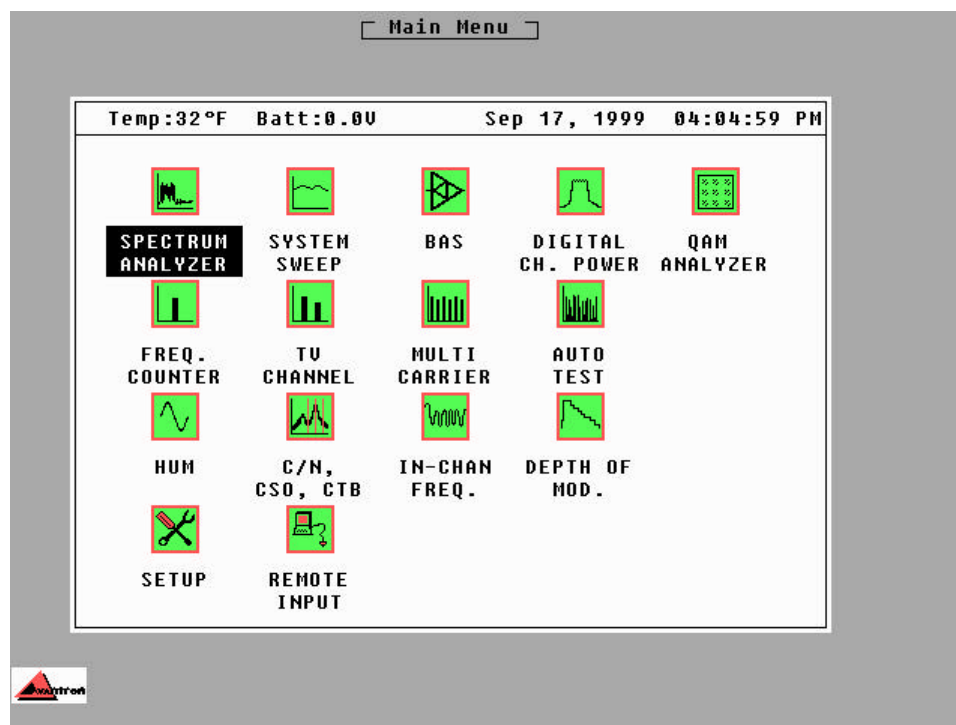 Main Menu
Temp:32°F Batt:0.0V Sep 17, 1999 04:04:59 PM
SPECTRUM ANALYZER
SYSTEM SWEEP
BAS
DIGITAL CH. POWER
QAM ANALYZER
FREQ. COUNTER
TV CHANNEL
MULTI CARRIER
AUTO TEST
HUM
C/N, CSO, CTB
IN-CHAN FREQ.
DEPTH OF MOD.
SETUP
REMOTE INPUT